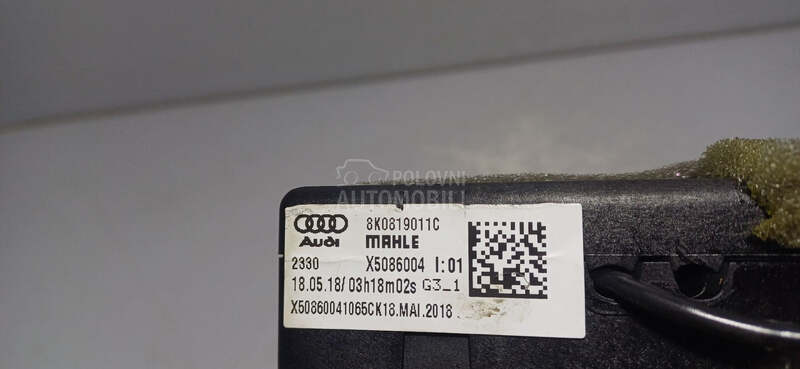 POLOVNI
AUTOMOBILI
8K0819011C
Audi MAHLE
2330 X5086004 I:01
18.05.18/ 03h18m02s G3_1
X50860041065CK18.MAI.2018